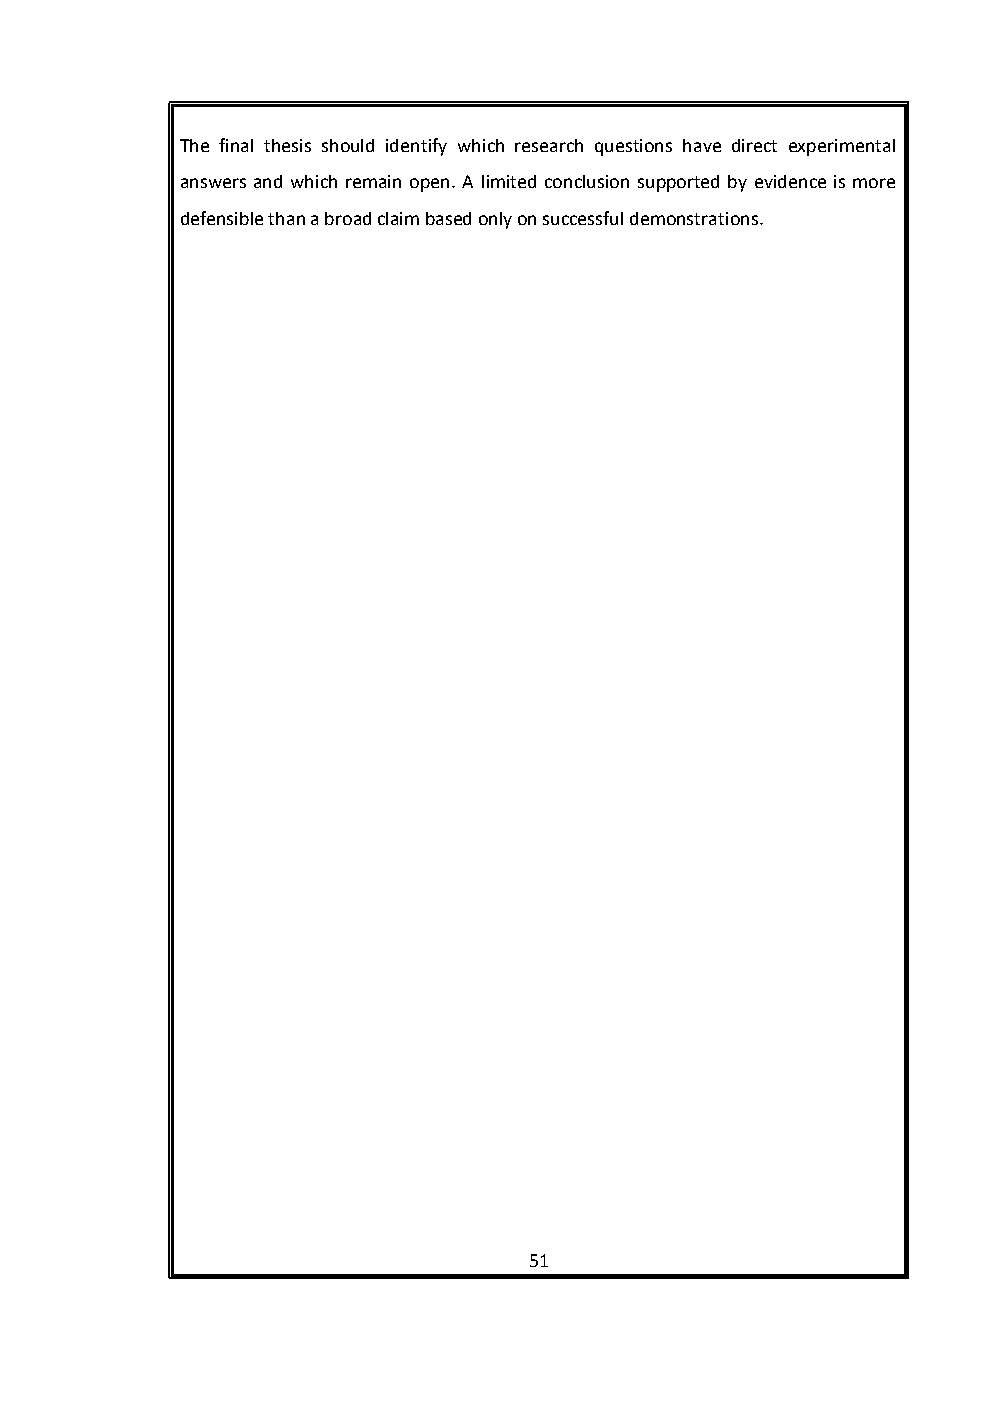 The final thesis should identify which research questions have direct experimental
answers and which remain open. A limited conclusion supported by evidence is more
defensible than a broad claim based only on successful demonstrations.
51